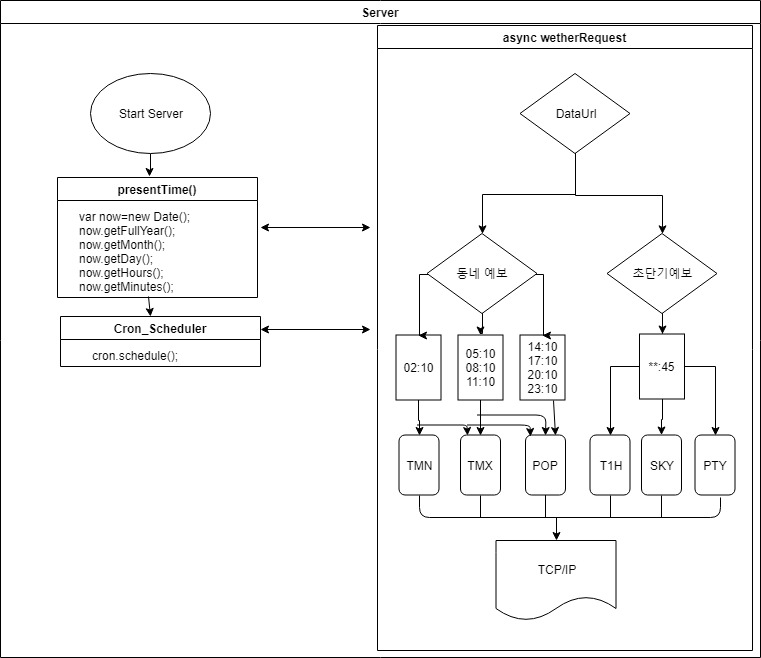 Server
async wetherRequest
Start Server
DataUrl
presentTime()
var now=new Date();
now.getFullYear();
now.getMonth();
now.getDay();
now.getHours();
now.getMinutes();
동네 예보
초단기예보
Cron_Scheduler
cron.schedule();
02:10
05:10
08:10
11:10
14:10
17:10
20:10
23:10
**:45
TMN
TMX
POP
T1H
SKY
PTY
TCP/IP